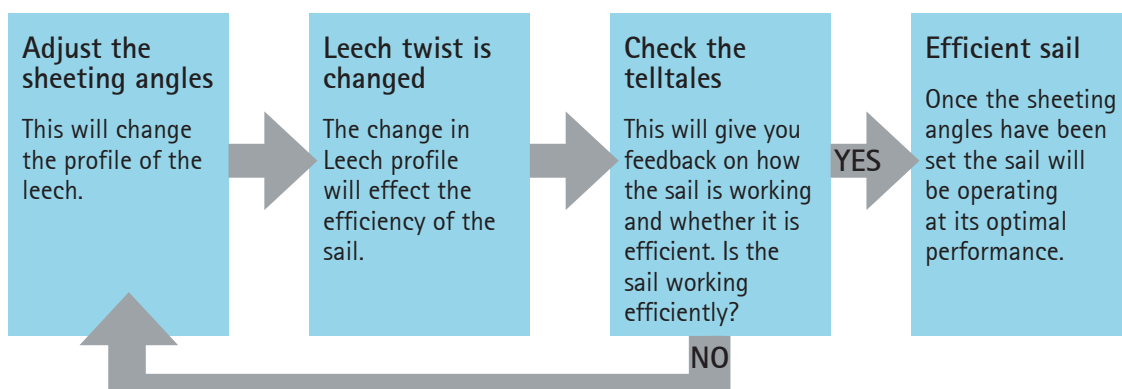 Adjust the
sheeting angles
This will change
the profile of the
leech.
Leech twist is
changed
The change in
Leech profile
will effect the
efficiency of the
sail.
Check the
telltales
This will give you
feedback on how
the sail is working
and whether it is
efficient. Is the
sail working
efficiently?
YES
NO
Efficient sail
Once the sheeting
angles have been
set the sail will
be operating
at its optimal
performance.